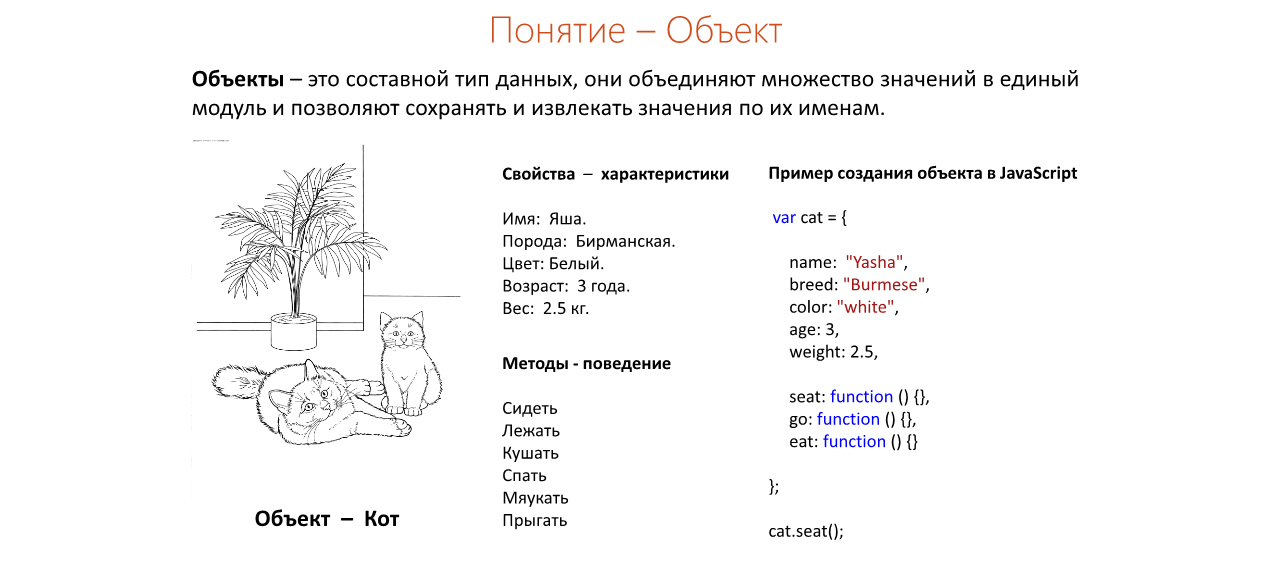 Понятие – Объект
Объекты – это составной тип данных, они объединяют множество значений в единый
модуль и позволяют сохранять и извлекать значения по их именам.
Объект – Кот
Свойства – характеристики
Имя: Яша.
Порода: Бирманская.
Цвет: Белый.
Возраст: 3 года.
Вес: 2.5 кг.
Методы - поведение
Сидеть
Лежать
Кушать
Спать
Мяукать
Прыгать
Пример создания объекта в JavaScript
var cat = {
name: "Yasha",
breed: "Burmese",
color: "white",
age: 3,
weight: 2.5,
seat: function () {},
go: function () {},
eat: function () {}
};
cat.seat();